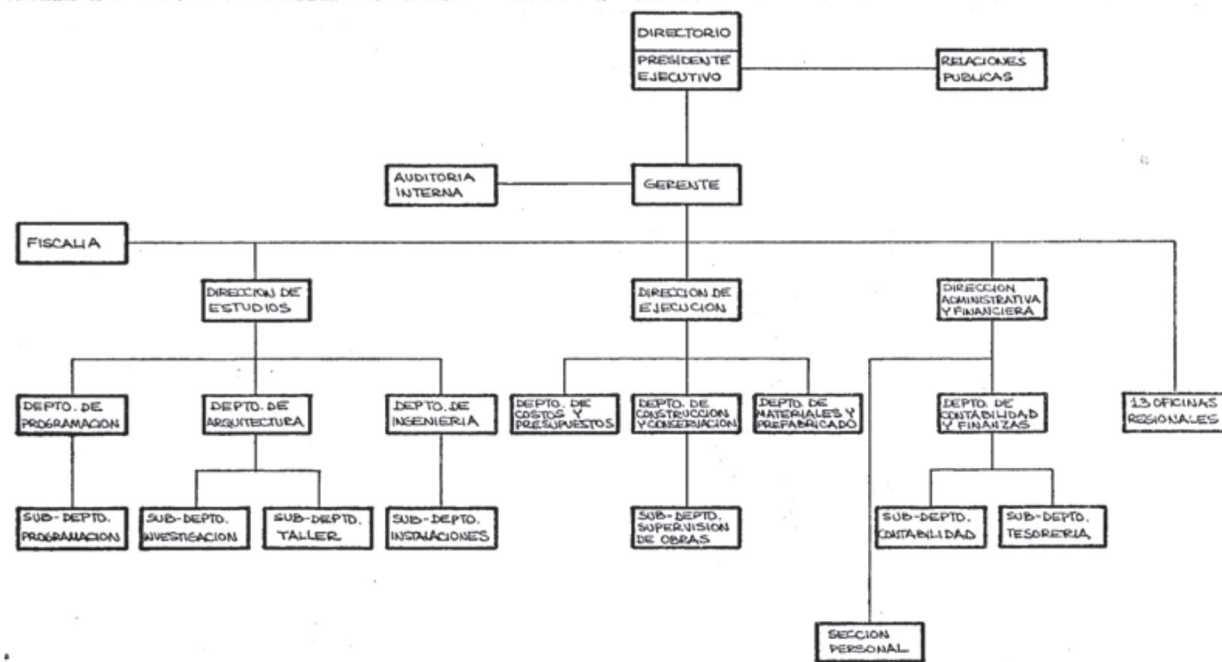 DIRECTORIO
PRESIDENTE
EJECUTIVO
RELACIONES
PUBLICAS
AUDITORIA
INTERNA
GERENTE
FISCALIA
DIRECCION DE
ESTUDIOS
DIRECCION DE
EJECUCION
DIRECCION
ADMINISTRATIVA
Y FINANCIERA
DEPTO. DE
PROGRAMACION
DEPTO. DE
ARQUITECTURA
DEPTO. DE
INGENIERIA
DEPTO. DE
COSTOS Y
PRESUPUESTOS
DEPTO. DE
CONSTRUCCION
Y CONSERVACION
DEPTO DE
MATERIALES Y
PREFABRICADO
DEPTO DE
CONTABILIDAD
Y FINANZAS
13 OFICINAS
REGIONALES
SUB-DEPTO.
PROGRAMACION
SUB-DEPTO.
INVESTIGACION
SUB-DEPTO.
TALLER
SUB-DEPTO.
INSTALACIONES
SUB-DEPTO.
SUPERVISION
DE OBRAS
SUB-DEPTO.
CONTABILIDAD
SUB-DEPTO.
TESORERIA
SECCION
PERSONAL